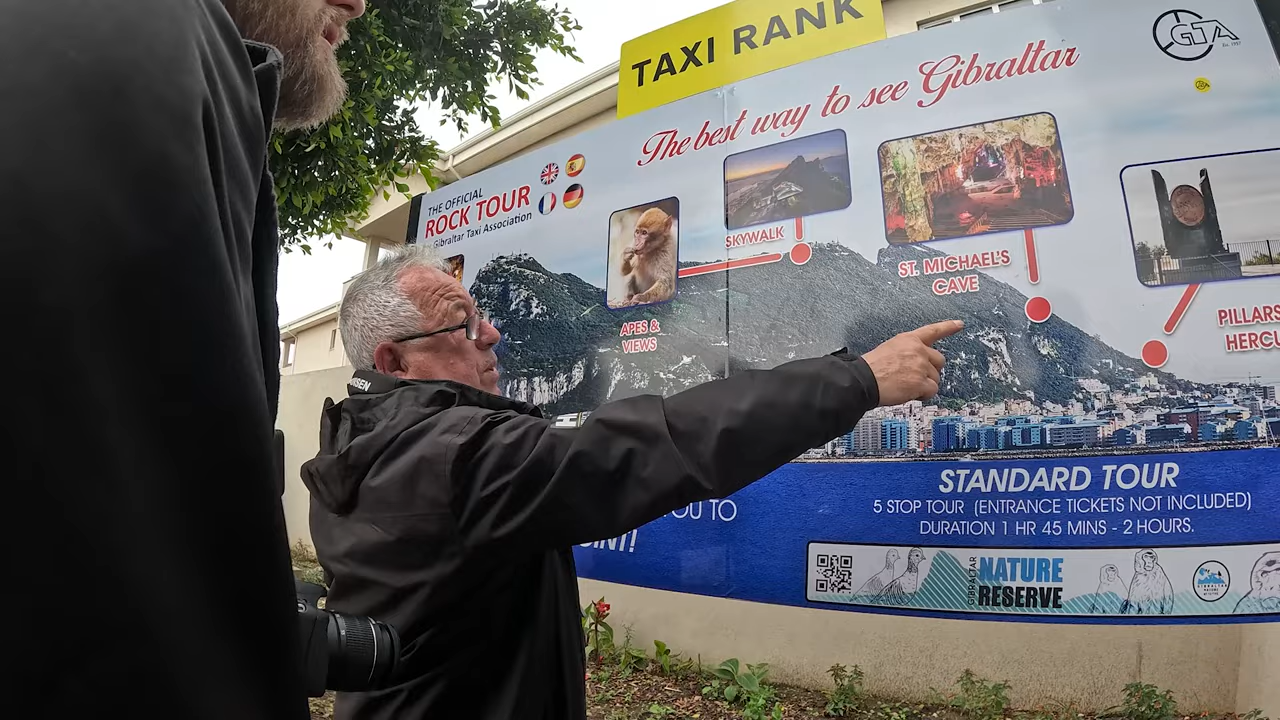 TAXI RANK
The best way to see Gibraltar
GTA
Est. 1957
THE OFFICIAL
ROCK TOUR
Gibraltar Taxi Association
SKYWALK
APES &
VIEWS
ST. MICHAEL'S
CAVE
PILLARS
STANDARD TOUR
5 STOP TOUR (ENTRANCE TICKETS NOT INCLUDED)
DURATION 1 HR 45 MINS - 2 HOURS.
TO
GIBRALTAR
NATURE
RESERVE